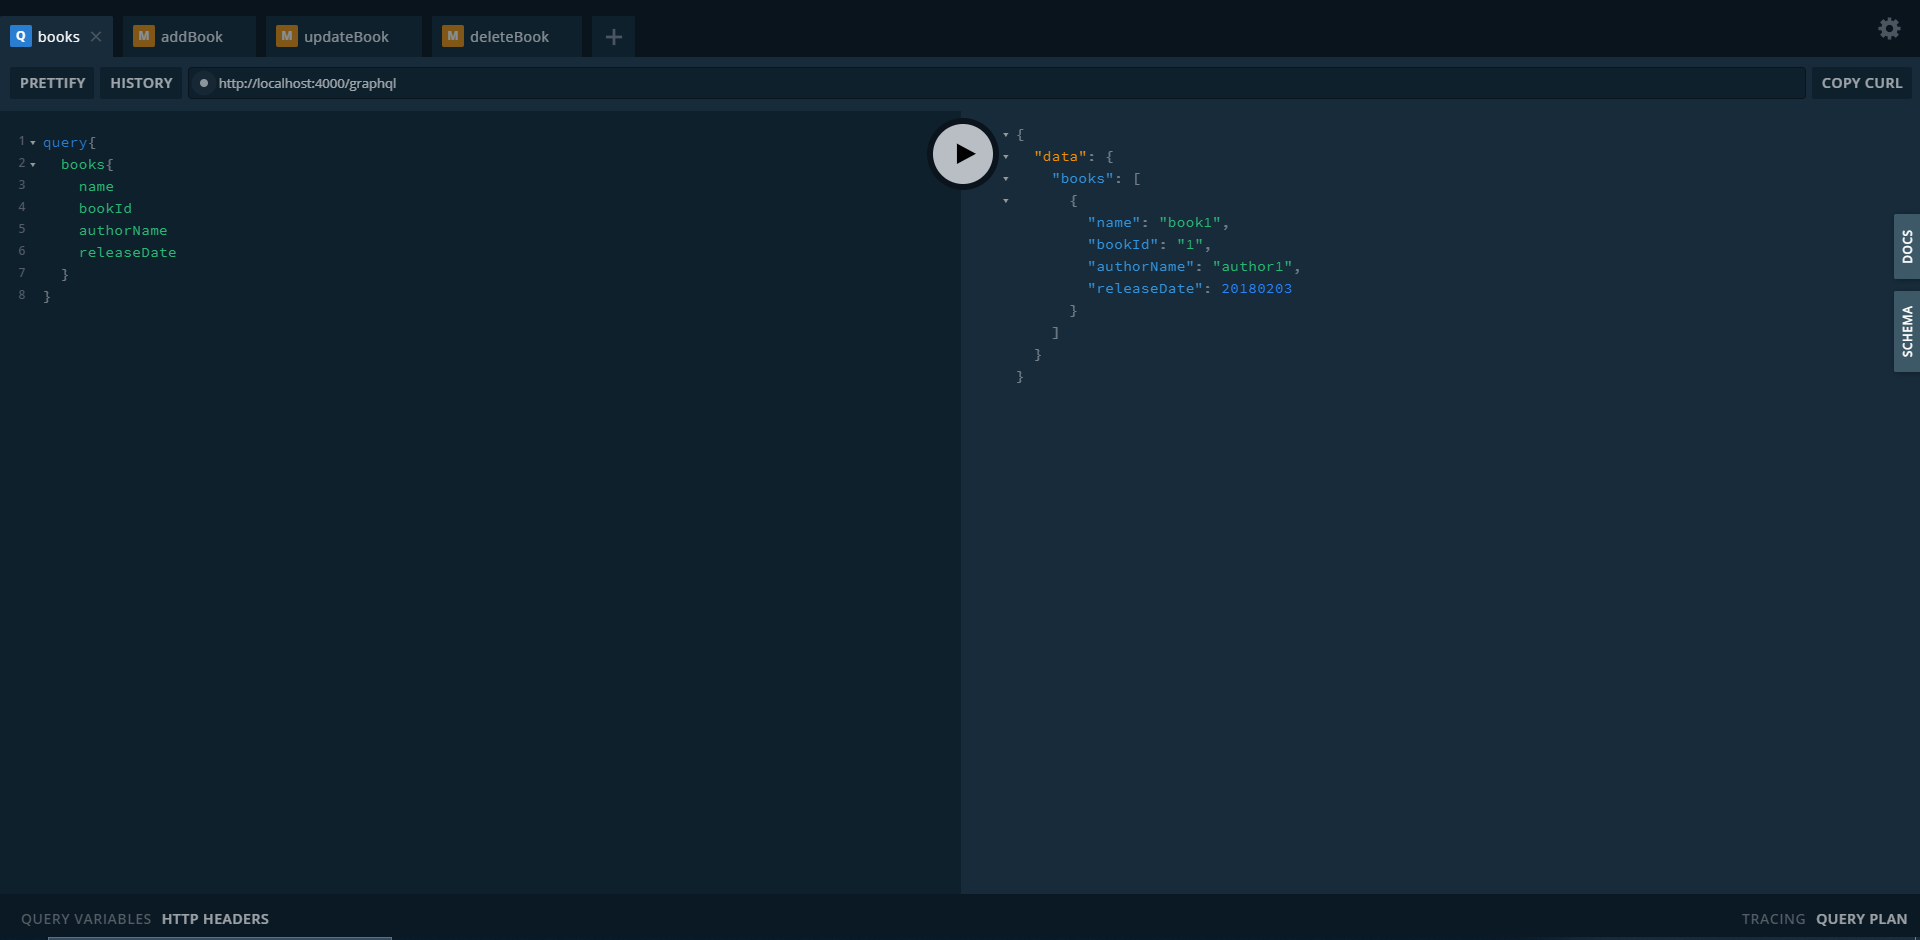 Q books × M addBook M updateBook M deleteBook +
PRETTIFY HISTORY http://localhost:4000/graphql COPY CURL
1 query{
2 books{
3 name
4 bookId
5 authorName
6 releaseDate
7 }
8 }
{
"data": {
"books": [
{
"name": "book1",
"bookId": "1",
"authorName": "author1",
"releaseDate": 20180203
}
]
}
}
DOCS
SCHEMA
QUERY VARIABLES HTTP HEADERS TRACING QUERY PLAN